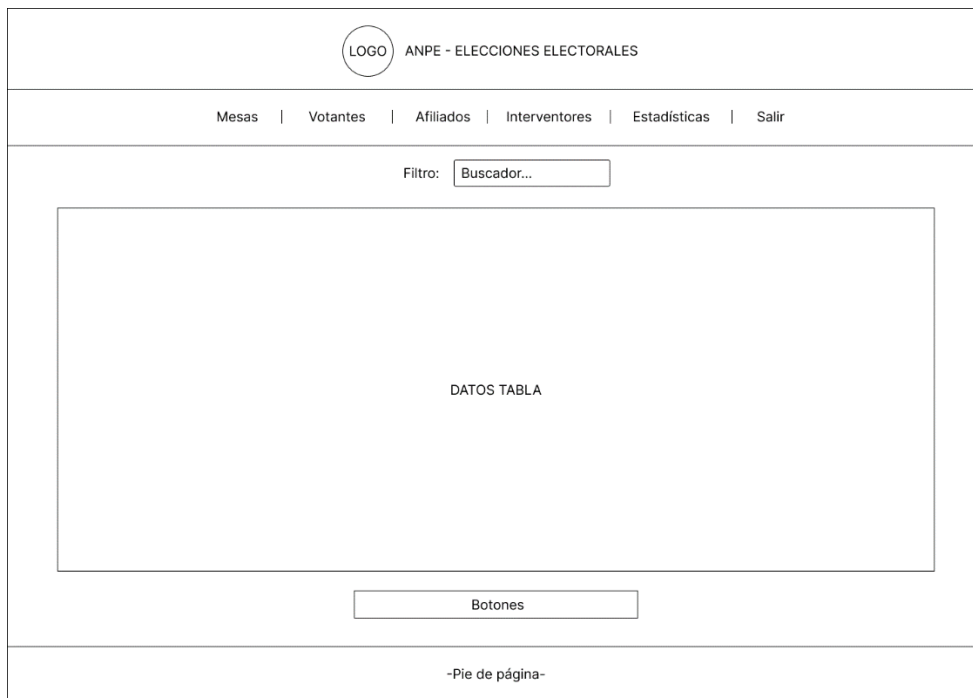 LOGO ANPE - ELECCIONES ELECTORALES
Mesas | Votantes | Afiliados | Interventores | Estadísticas | Salir
Filtro: Buscador...
DATOS TABLA
Botones
-Pie de página-